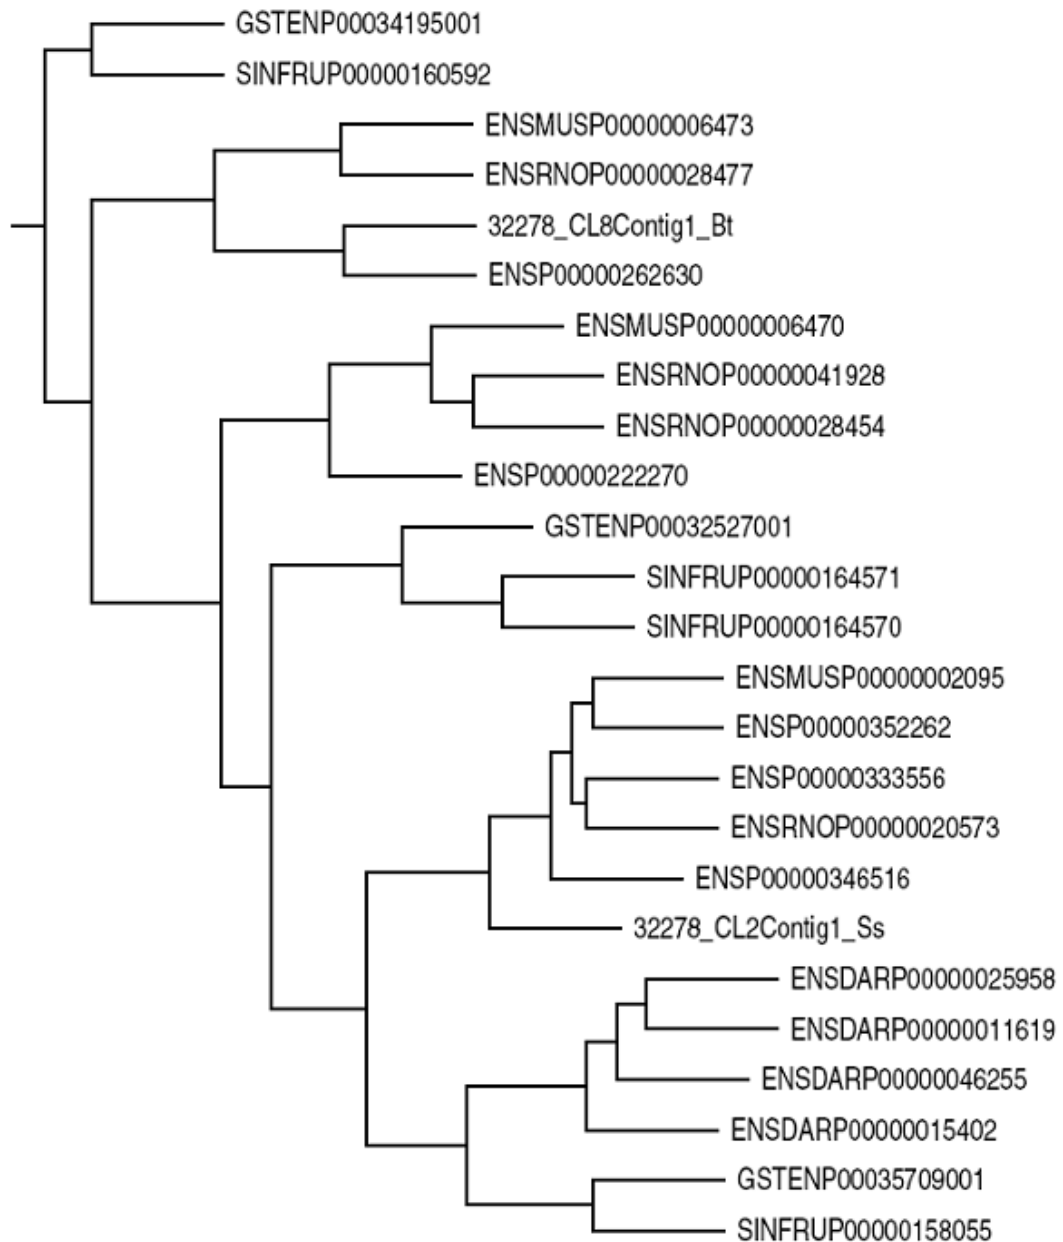 GSTENP00034195001
SINFRUP00000160592
ENSMUSP00000006473
ENSRNOP00000028477
32278_CL8Contig1_Bt
ENSP00000262630
ENSMUSP00000006470
ENSRNOP00000041928
ENSRNOP00000028454
ENSP00000222270
GSTENP00032527001
SINFRUP00000164571
SINFRUP00000164570
ENSMUSP00000002095
ENSP00000352262
ENSP00000333556
ENSRNOP00000020573
ENSP00000346516
32278_CL2Contig1_Ss
ENSDARP00000025958
ENSDARP00000011619
ENSDARP00000046255
ENSDARP00000015402
GSTENP00035709001
SINFRUP00000158055